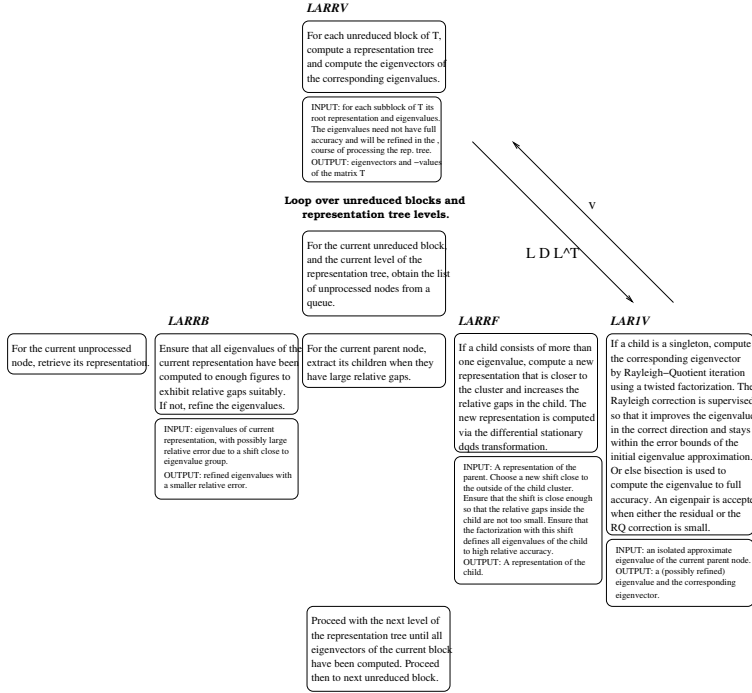 LARRV
For each unreduced block of T,
compute a representation tree
and compute the eigenvectors of
the corresponding eigenvalues.
INPUT: for each subblock of T its
root representation and eigenvalues.
The eigenvalues need not have full
accuracy and will be refined in the ,
course of processing the rep. tree.
OUTPUT: eigenvectors and −values
of the matrix T
v
L D L^T
Loop over unreduced blocks and
representation tree levels.
For the current unreduced block,
and the current level of the
representation tree, obtain the list
of unprocessed nodes from a
queue.
For the current unprocessed
node, retrieve its representation.
LARRB
Ensure that all eigenvalues of the
current representation have been
computed to enough figures to
exhibit relative gaps suitably.
If not, refine the eigenvalues.
INPUT: eigenvalues of current
representation, with possibly large
relative error due to a shift close to
eigenvalue group.
OUTPUT: refined eigenvalues with
a smaller relative error.
For the current parent node,
extract its children when they
have large relative gaps.
LARRF
If a child consists of more than
one eigenvalue, compute a new
representation that is closer to
the cluster and increases the
relative gaps in the child. The
new representation is computed
via the differential stationary
dqds transformation.
INPUT: A representation of the
parent. Choose a new shift close to
the outside of the child cluster.
Ensure that the shift is close enough
so that the relative gaps inside the
child are not too small. Ensure that
the factorization with this shift
defines all eigenvalues of the child
to high relative accuracy.
OUTPUT: A representation of the
child.
LAR1V
If a child is a singleton, compute
the corresponding eigenvector
by Rayleigh−Quotient iteration
using a twisted factorization. The
Rayleigh correction is supervised
so that it improves the eigenvalue
in the correct direction and stays
within the error bounds of the
initial eigenvalue approximation.
Or else bisection is used to
compute the eigenvalue to full
accuracy. An eigenpair is accepte
when either the residual or the
RQ correction is small.
INPUT: an isolated approximate
eigenvalue of the current parent node.
OUTPUT: a (possibly refined)
eigenvalue and the corresponding
eigenvector.
Proceed with the next level of
the representation tree until all
eigenvectors of the current block
have been computed. Proceed
then to next unreduced block.